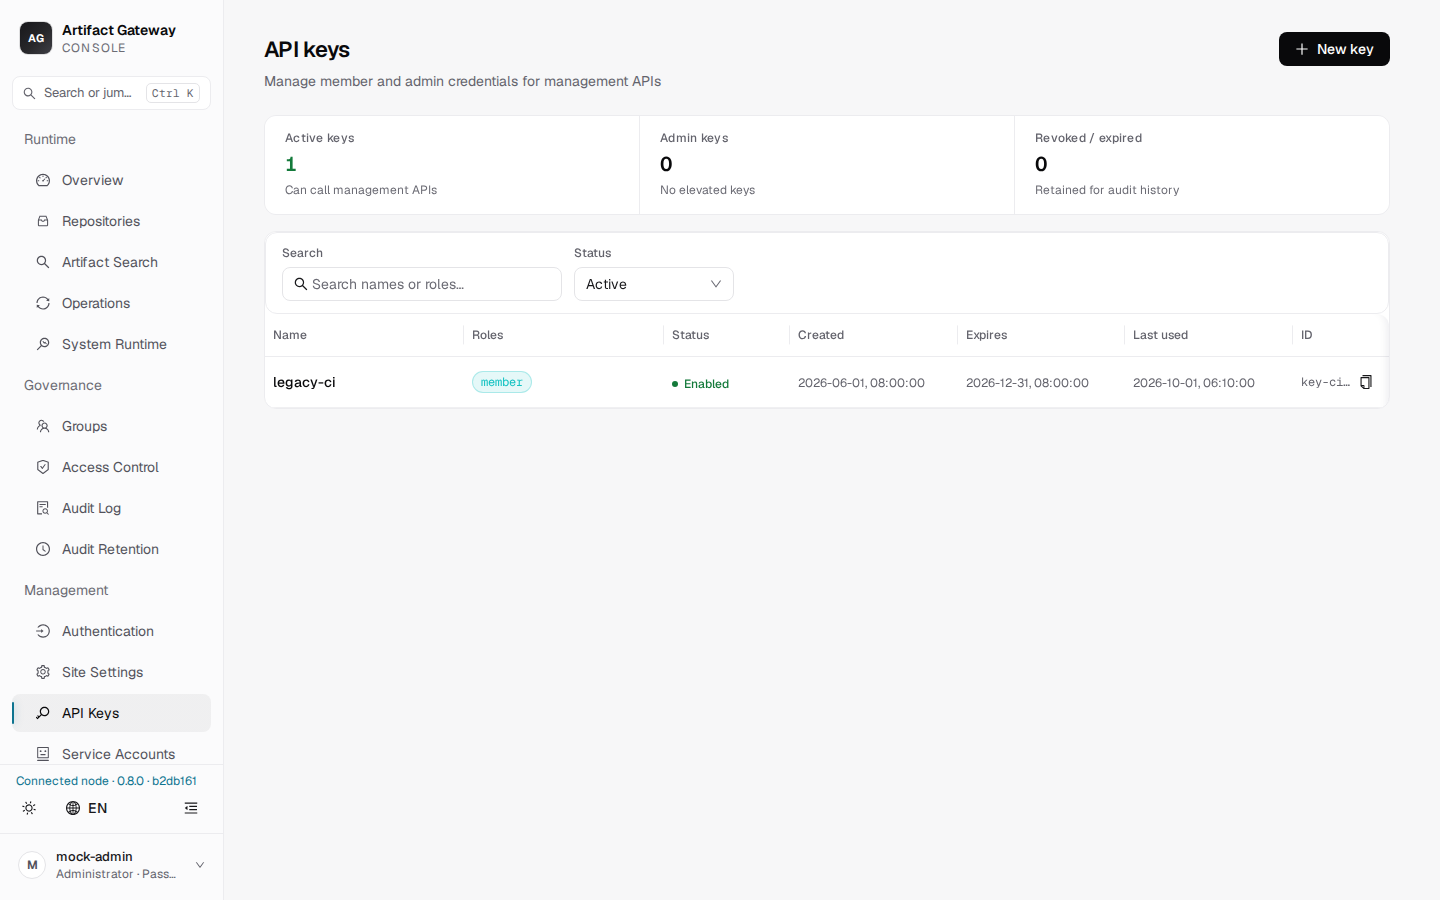 AG
Artifact Gateway
CONSOLE
Search or jum...
Ctrl K
Runtime
Overview
Repositories
Artifact Search
Operations
System Runtime
Governance
Groups
Access Control
Audit Log
Audit Retention
Management
Authentication
Site Settings
API Keys
Service Accounts
Connected node · 0.8.0 · b2db161
EN
M
mock-admin
Administrator · Pass...
API keys
Manage member and admin credentials for management APIs
New key
Active keys
1
Can call management APIs
Admin keys
0
No elevated keys
Revoked / expired
0
Retained for audit history
Search
Search names or roles...
Status
Active
Name Roles Status Created Expires Last used ID
legacy-ci member Enabled 2026-06-01, 08:00:00 2026-12-31, 08:00:00 2026-10-01, 06:10:00 key-ci...